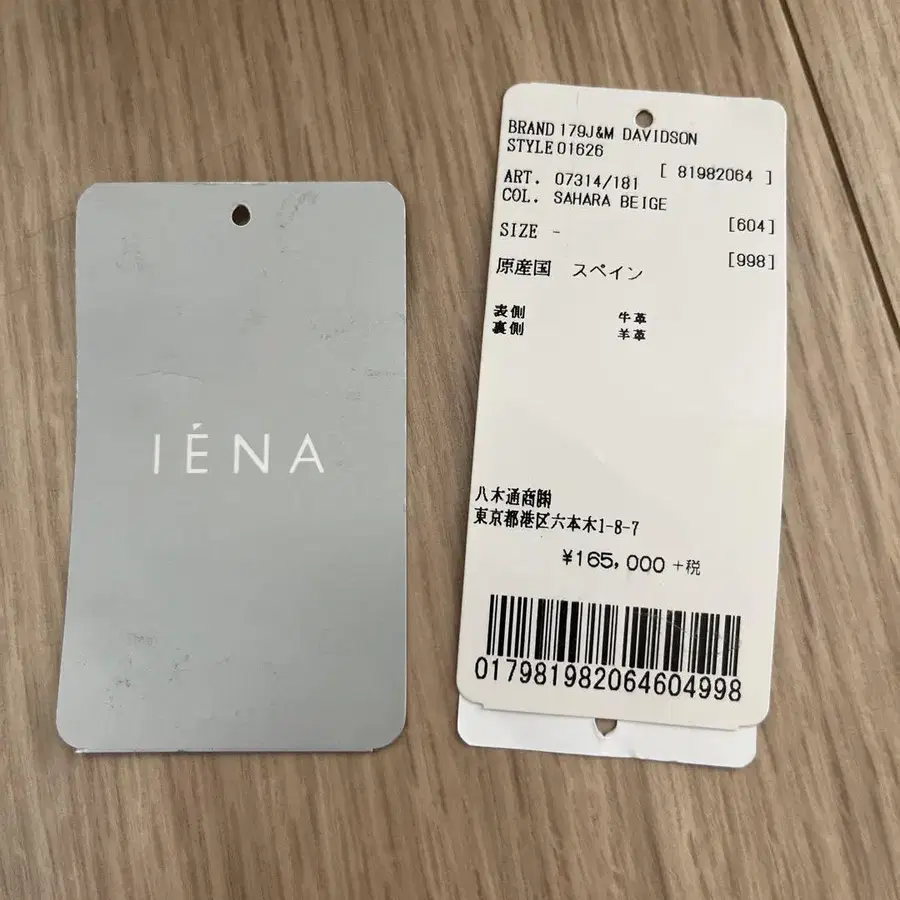 IÉNA
BRAND 179J&M DAVIDSON
STYLE 01626
[ 81982064 ]
ART. 07314/181
COL. SAHARA BEIGE
[604]
SIZE -
[998]
原産国 スペイン
表側 牛革
裏側 羊革
八木通商㈱
東京都港区六本木1-8-7
¥165,000 +税
017981982064604998